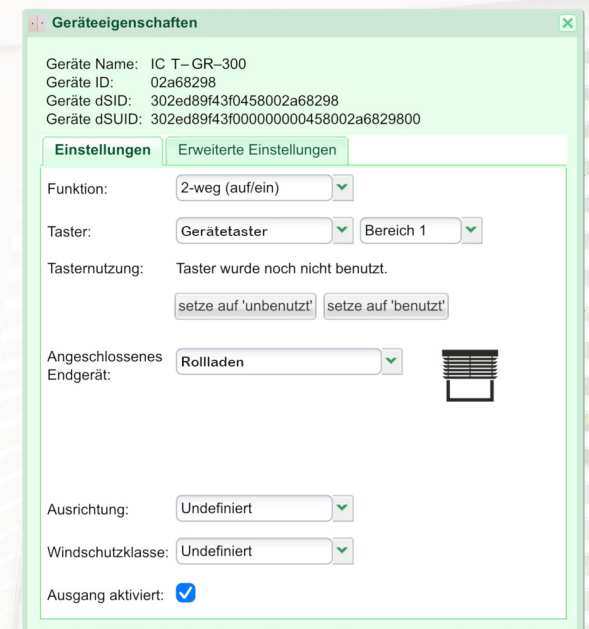 Geräteeigenschaften
Geräte Name: IC T–GR–300
Geräte ID: 02a68298
Geräte dSID: 302ed89f43f0458002a68298
Geräte dSUID: 302ed89f43f000000000458002a6829800
Einstellungen Erweiterte Einstellungen
Funktion: 2-weg (auf/ein)
Taster: Gerätetaster Bereich 1
Tasternutzung: Taster wurde noch nicht benutzt.
setze auf 'unbenutzt' setze auf 'benutzt'
Angeschlossenes Rollladen
Endgerät:
Ausrichtung: Undefiniert
Windschutzklasse: Undefiniert
Ausgang aktiviert: